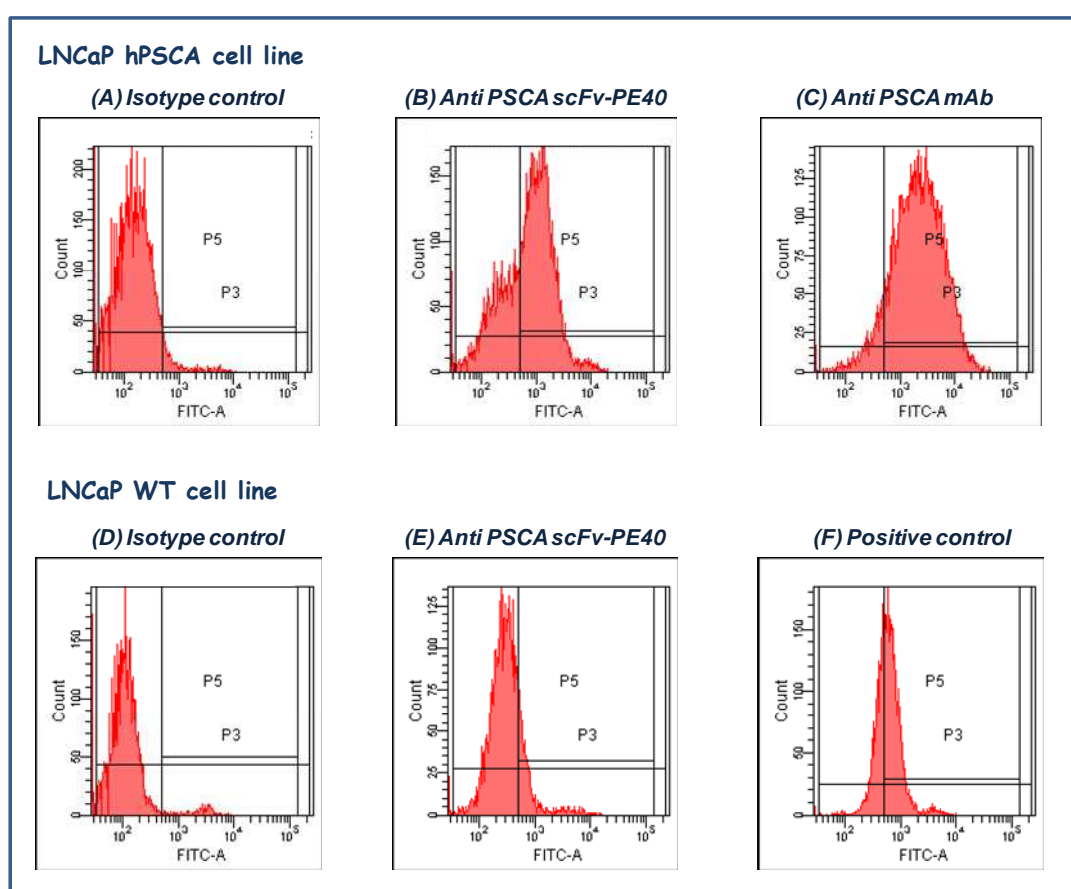 LNCaP hPSCA cell line
(A) Isotype control
(B) Anti PSCA scFv-PE40
(C) Anti PSCA mAb
Count
50
100
150
200
P5
P3
10² 10³ 10⁴ 10⁵
FITC-A
Count
0
50
100
150
P5
P3
10² 10³ 10⁴ 10⁵
FITC-A
Count
0
25
50
75
100
125
P5
P3
10² 10³ 10⁴ 10⁵
FITC-A
LNCaP WT cell line
(D) Isotype control
(E) Anti PSCA scFv-PE40
(F) Positive control
Count
0
50
100
150
P5
P3
10² 10³ 10⁴ 10⁵
FITC-A
Count
0
25
50
75
100
125
P5
P3
10² 10³ 10⁴ 10⁵
FITC-A
Count
0
50
100
150
P5
P3
10² 10³ 10⁴ 10⁵
FITC-A